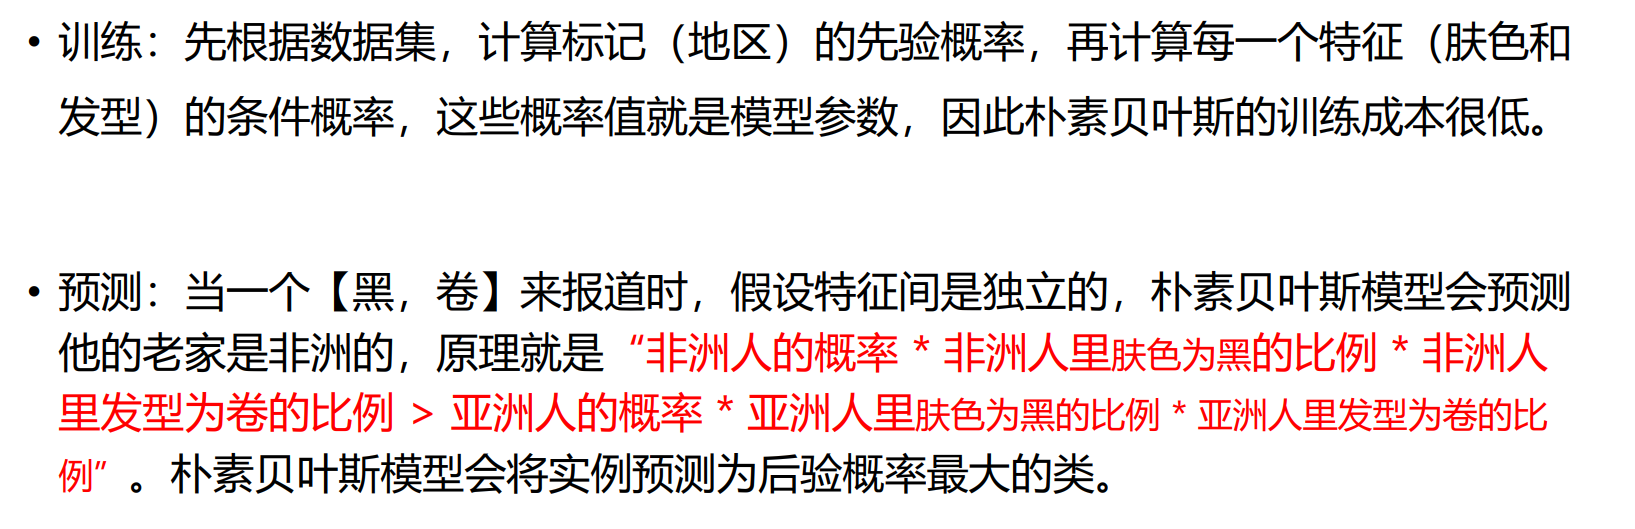 • 训练：先根据数据集，计算标记（地区）的先验概率，再计算每一个特征（肤色和
发型）的条件概率，这些概率值就是模型参数，因此朴素贝叶斯的训练成本很低。
• 预测：当一个【黑，卷】来报道时，假设特征间是独立的，朴素贝叶斯模型会预测
他的老家是非洲的，原理就是“非洲人的概率 * 非洲人里肤色为黑的比例 * 非洲人
里发型为卷的比例 > 亚洲人的概率 * 亚洲人里肤色为黑的比例 * 亚洲人里发型为卷的比
例”。朴素贝叶斯模型会将实例预测为后验概率最大的类。